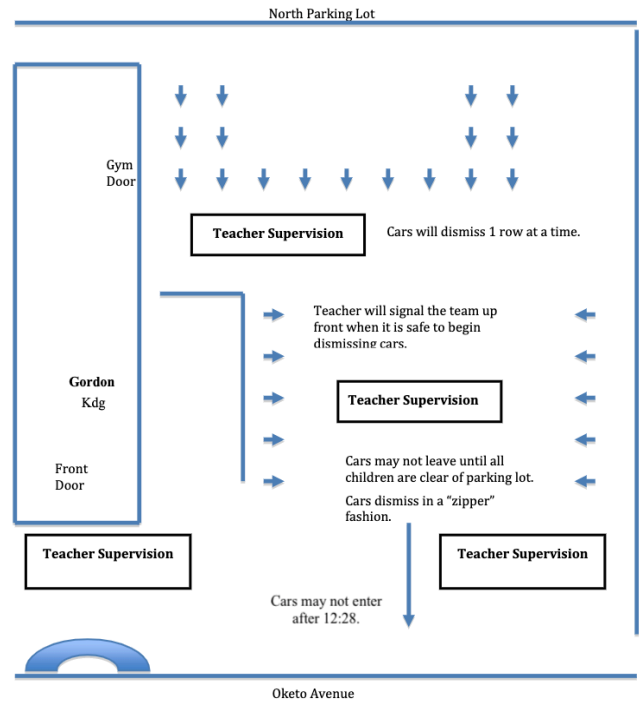 North Parking Lot
Gym
Door
Teacher Supervision
Cars will dismiss 1 row at a time.
Teacher will signal the team up
front when it is safe to begin
dismissing cars.
Gordon
Kdg
Teacher Supervision
Front
Door
Cars may not leave until all
children are clear of parking lot.
Cars dismiss in a “zipper”
fashion.
Teacher Supervision
Teacher Supervision
Cars may not enter
after 12:28.
Oketo Avenue